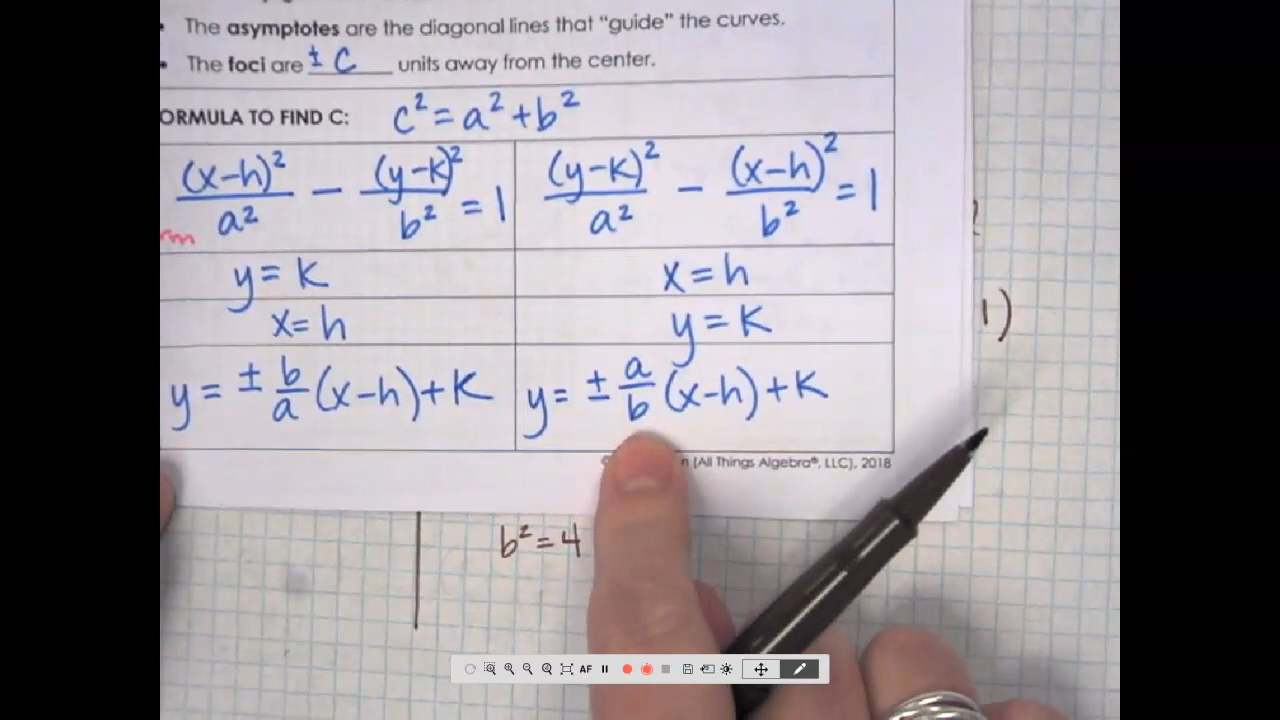 • The asymptotes are the diagonal lines that “guide” the curves.
• The foci are ± c units away from the center.
ORMULA TO FIND C: c² = a² + b²
(x-h)²/a² - (y-k)²/b² = 1
(y-k)²/a² - (x-h)²/b² = 1
y = k
x = h
x = h
y = k
y = ± b/a (x-h) + k
y = ± a/b (x-h) + k
n (All Things Algebra®, LLC), 2018
1)
b² = 4
AF